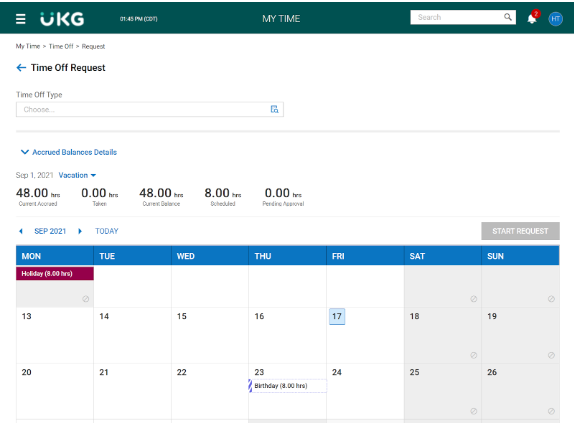 UKG
01:45 PM (CDT)
MY TIME
Search
2
HT
My Time > Time Off > Request
Time Off Request
Time Off Type
Choose...
Accrued Balances Details
Sep 1, 2021 Vacation
48.00 hrs 0.00 hrs 48.00 hrs 8.00 hrs 0.00 hrs
Current Accrued Taken Current Balance Scheduled Pending Approval
SEP 2021 TODAY START REQUEST
MON TUE WED THU FRI SAT SUN
Holiday (8.00 hrs)
13 14 15 16 17 18 19
20 21 22 23 24 25 26
Birthday (8.00 hrs)